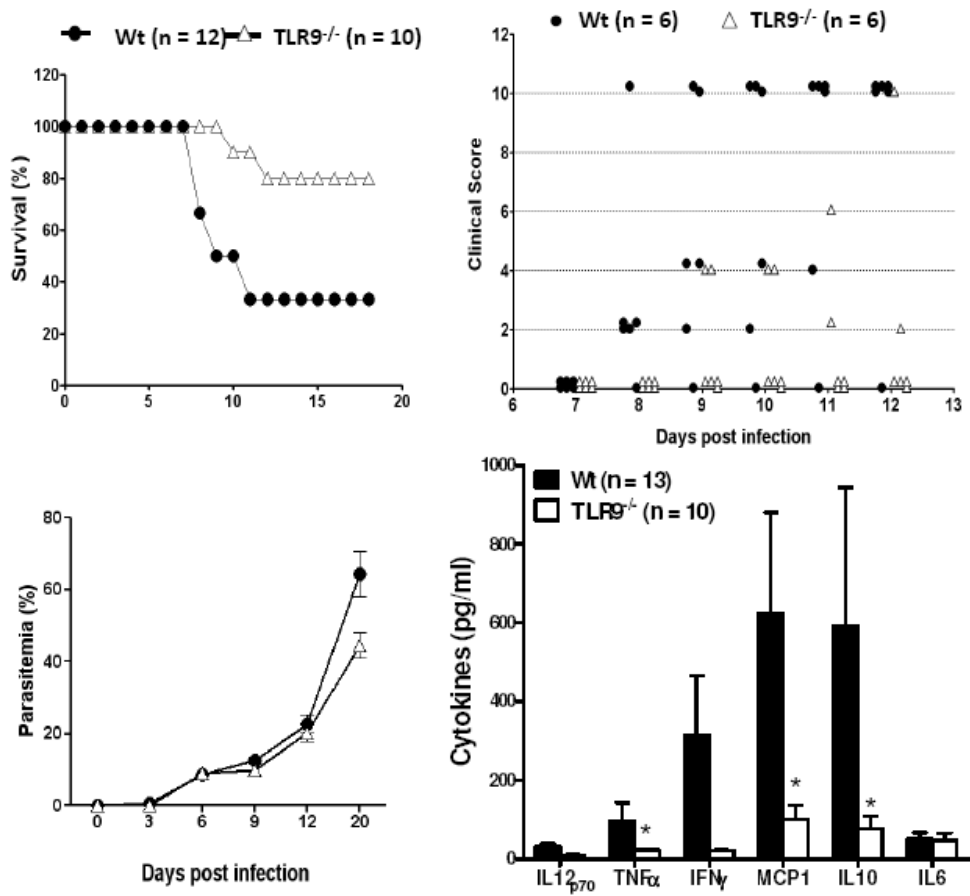 Wt (n = 12) TLR9-/- (n = 10)
120
100
80
60
40
20
0
Survival (%)
0 5 10 15 20
Wt (n = 6) TLR9-/- (n = 6)
10
8
6
4
2
0
Clinical Score
6 7 8 9 10 11 12 13
Days post infection
80
60
40
20
0
Parasitemia (%)
0 3 6 9 12 20
Days post infection
Wt (n = 13)
TLR9-/- (n = 10)
1000
800
600
400
200
0
Cytokines (pg/ml)
* * *
IL12p70 TNFα IFNγ MCP1 IL10 IL6